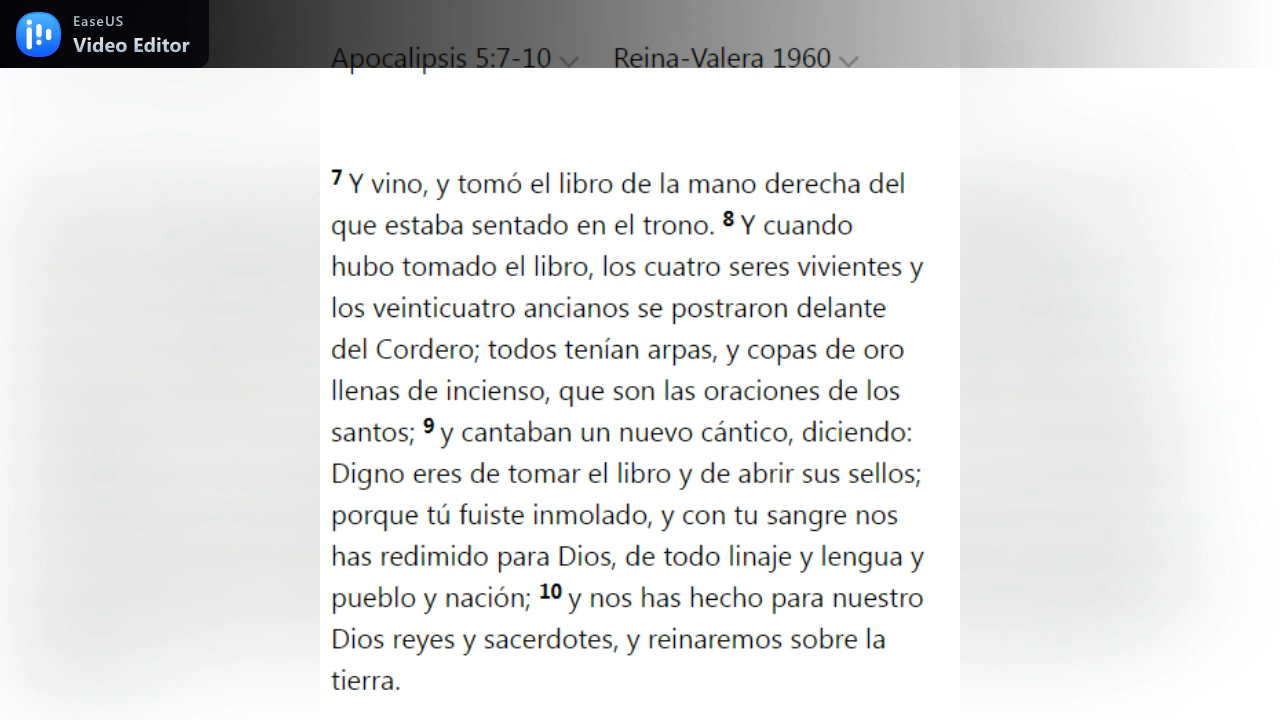 EaseUS
Video Editor
Apocalipsis 5:7-10 Reina-Valera 1960
7 Y vino, y tomó el libro de la mano derecha del
que estaba sentado en el trono. 8 Y cuando
hubo tomado el libro, los cuatro seres vivientes y
los veinticuatro ancianos se postraron delante
del Cordero; todos tenían arpas, y copas de oro
llenas de incienso, que son las oraciones de los
santos; 9 y cantaban un nuevo cántico, diciendo:
Digno eres de tomar el libro y de abrir sus sellos;
porque tú fuiste inmolado, y con tu sangre nos
has redimido para Dios, de todo linaje y lengua y
pueblo y nación; 10 y nos has hecho para nuestro
Dios reyes y sacerdotes, y reinaremos sobre la
tierra.